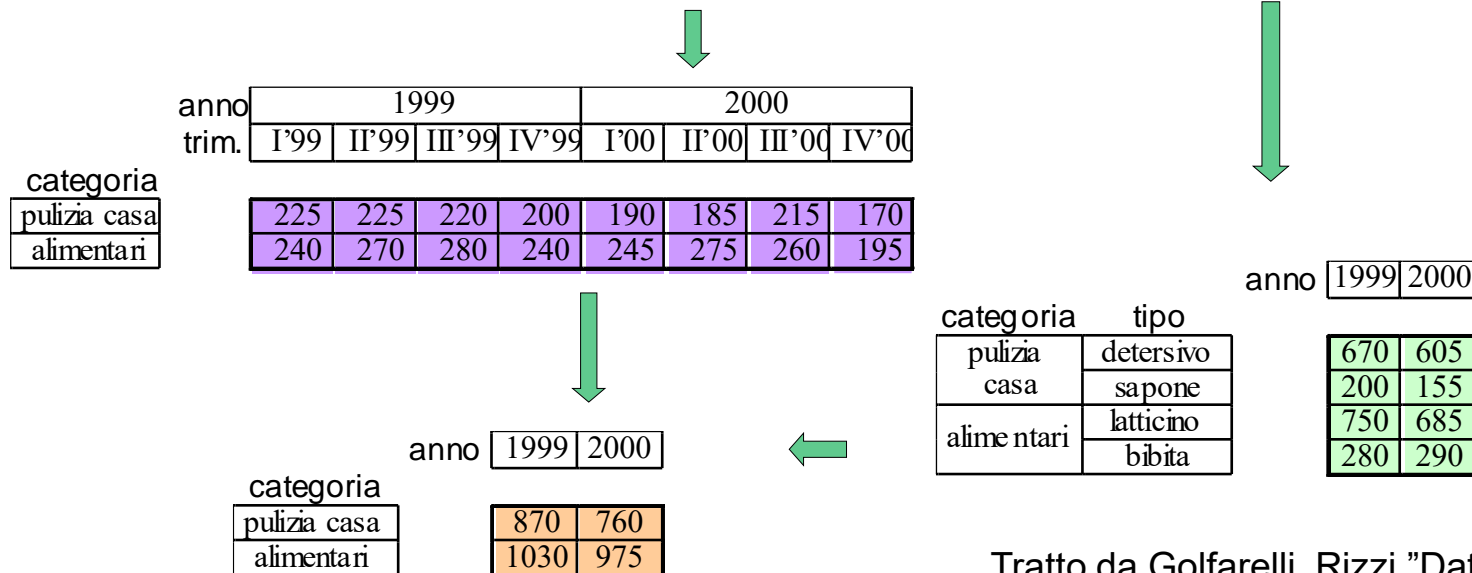 anno 1999 2000
trim. I’99 II’99 III’99 IV’99 I’00 II’00 III’00 IV’00
categoria
pulizia casa 225 225 220 200 190 185 215 170
alimentari 240 270 280 240 245 275 260 195
anno 1999 2000
categoria tipo
pulizia casa detersivo 670 605
sapone 200 155
alimentari latticino 750 685
bibita 280 290
anno 1999 2000
categoria
pulizia casa 870 760
alimentari 1030 975
Tratto da Golfarelli, Rizzi,”Dat